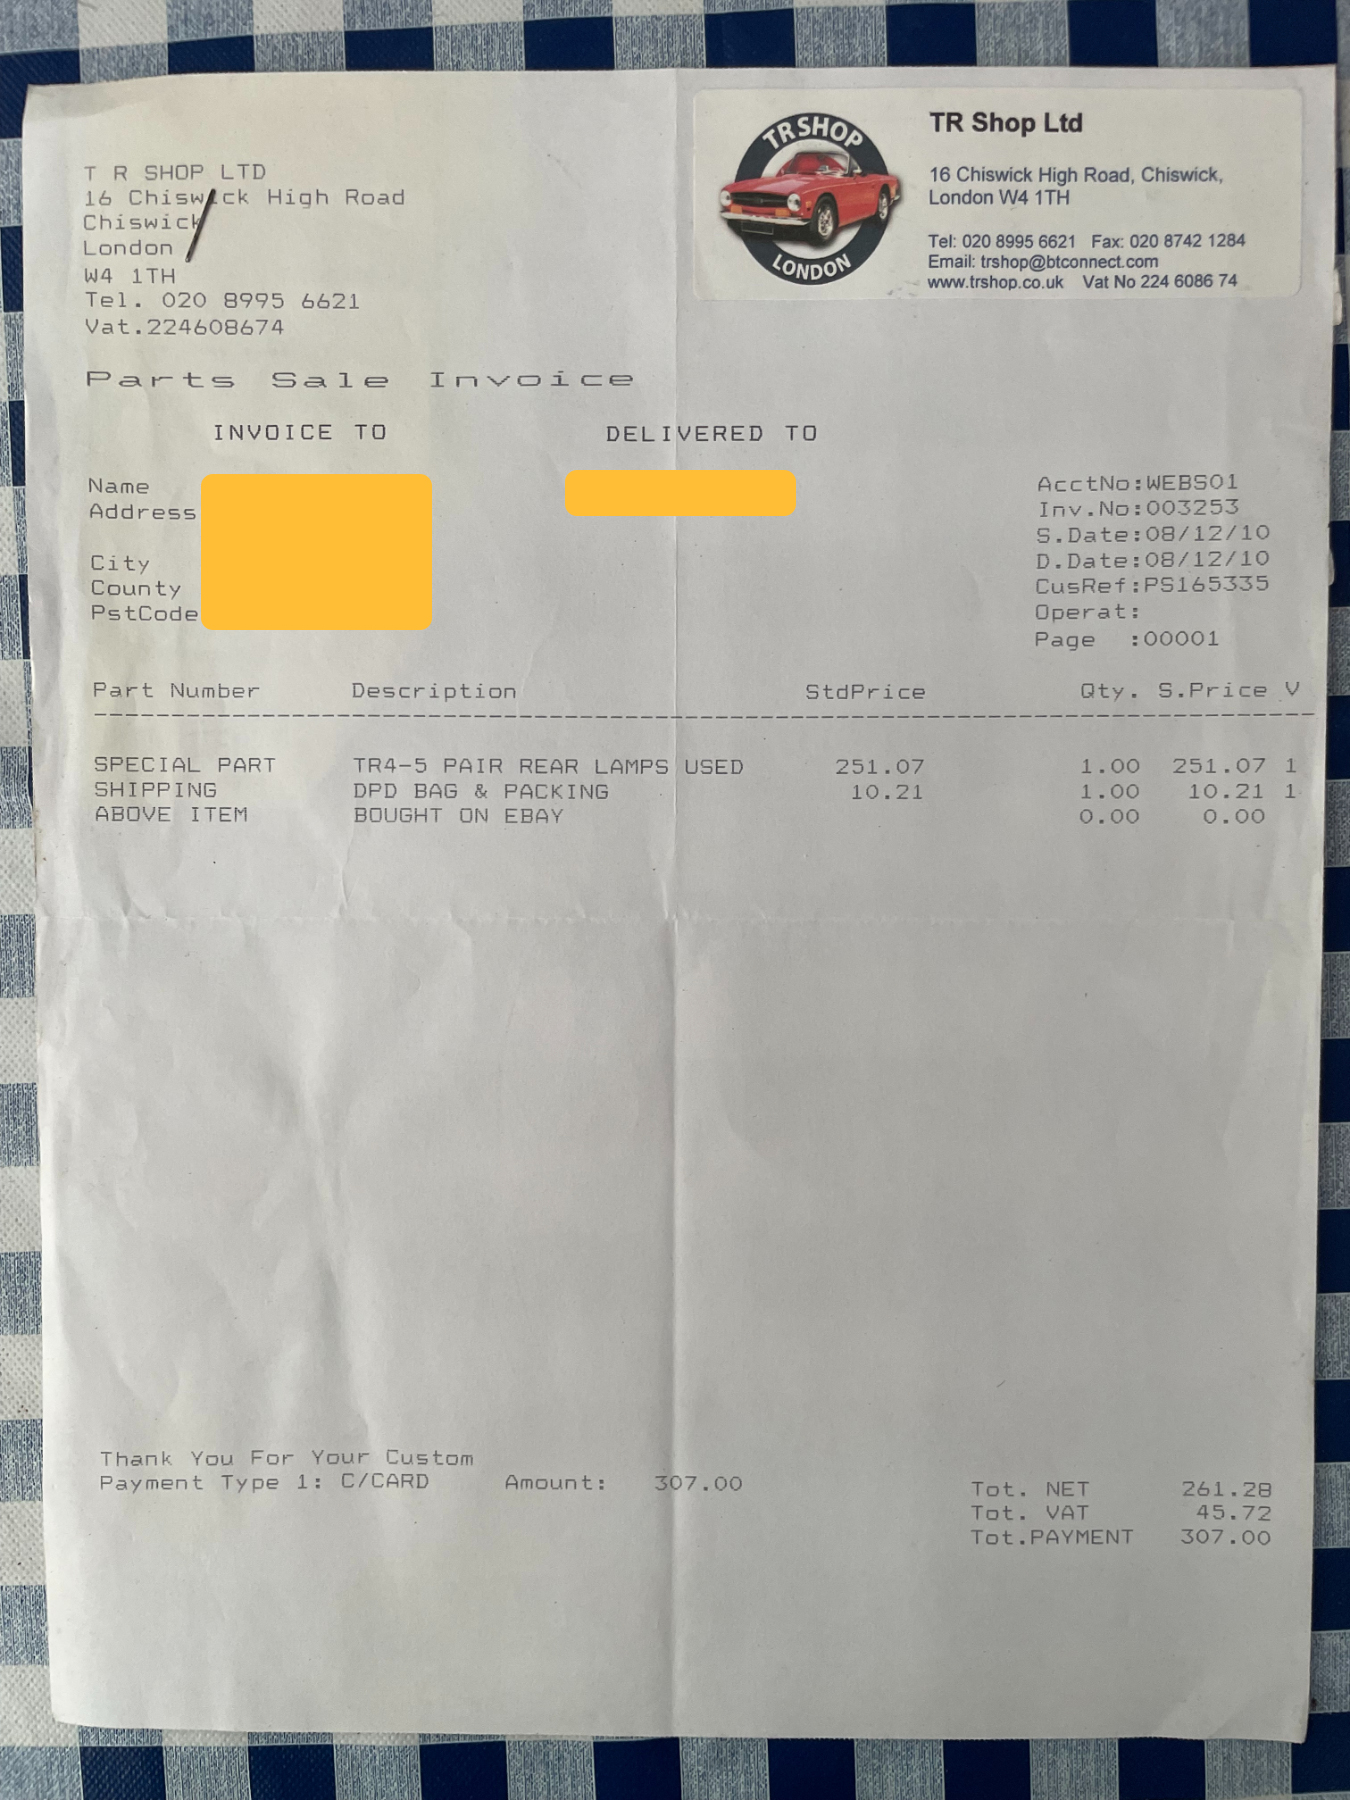 T R SHOP LTD
16 Chiswick High Road
Chiswick
London
W4 1TH
Tel. 020 8995 6621
Vat.224608674
TR SHOP
LONDON
TR Shop Ltd
16 Chiswick High Road, Chiswick,
London W4 1TH
Tel: 020 8995 6621 Fax: 020 8742 1284
Email: trshop@btconnect.com
www.trshop.co.uk Vat No 224 6086 74
Parts Sale Invoice
INVOICE TO DELIVERED TO
Name
Address
City
County
PstCode
AcctNo:WEBS01
Inv.No:003253
S.Date:08/12/10
D.Date:08/12/10
CusRef:PS165335
Operat:
Page :00001
Part Number Description StdPrice Qty. S.Price V
SPECIAL PART TR4-5 PAIR REAR LAMPS USED 251.07 1.00 251.07 1
SHIPPING DPD BAG & PACKING 10.21 1.00 10.21 1
ABOVE ITEM BOUGHT ON EBAY 0.00 0.00
Thank You For Your Custom
Payment Type 1: C/CARD Amount: 307.00
Tot. NET 261.28
Tot. VAT 45.72
Tot.PAYMENT 307.00